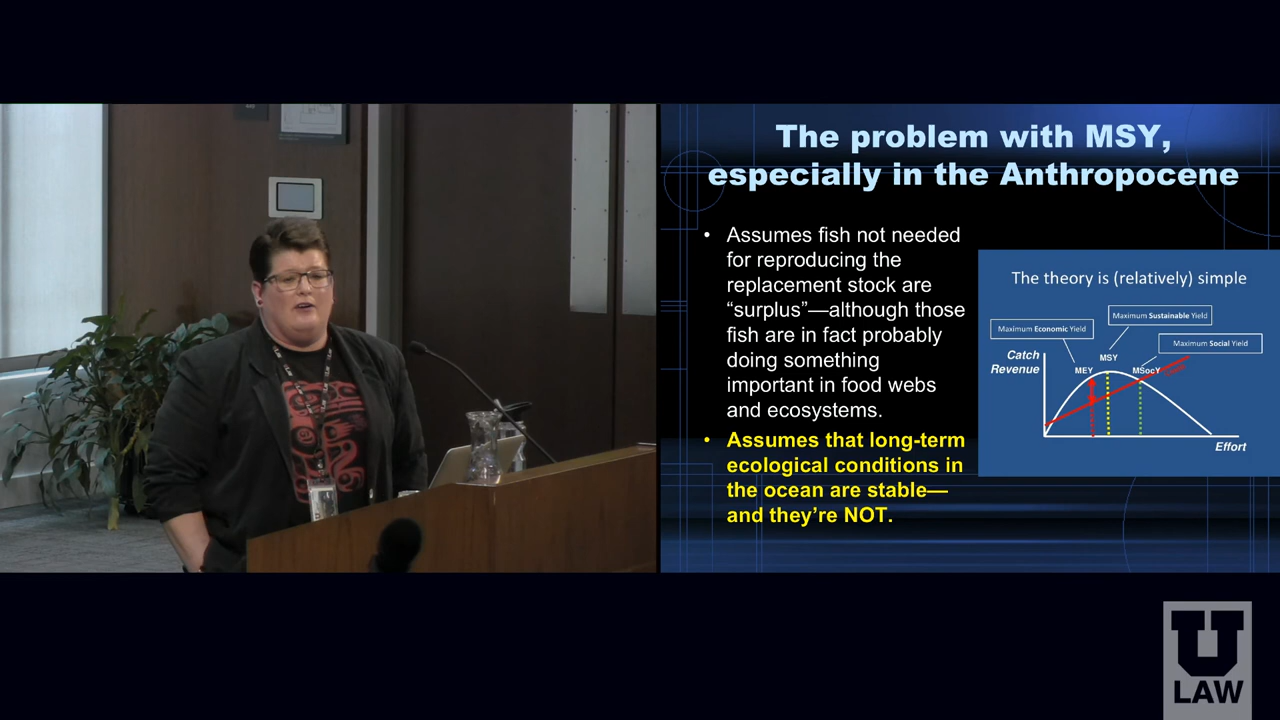 The problem with MSY,
especially in the Anthropocene
• Assumes fish not needed
for reproducing the
replacement stock are
“surplus”—although those
fish are in fact probably
doing something
important in food webs
and ecosystems.
• Assumes that long-term
ecological conditions in
the ocean are stable—
and they’re NOT.
The theory is (relatively) simple
Maximum Economic Yield
Maximum Sustainable Yield
Maximum Social Yield
Catch
Revenue
MEY
MSY
MSocY
Effort
U
LAW